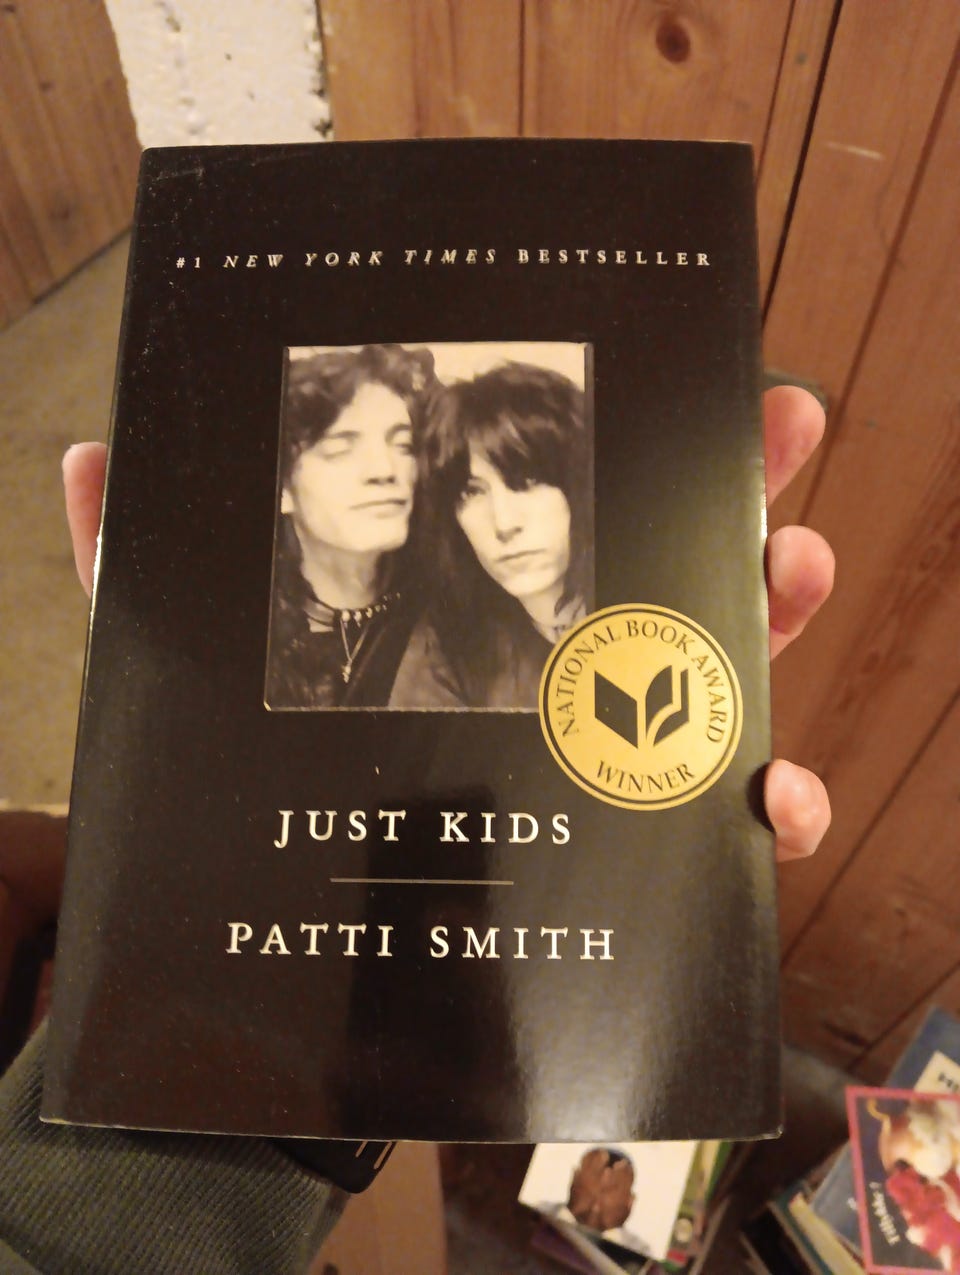 #1 NEW YORK TIMES BESTSELLER
NATIONAL BOOK AWARD
WINNER
JUST KIDS
PATTI SMITH